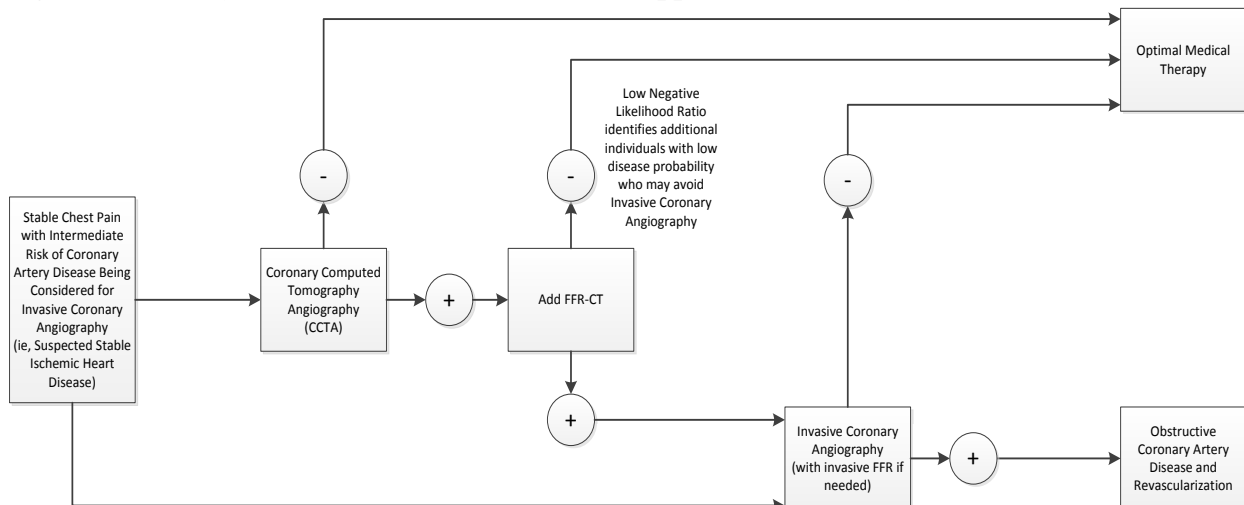 Optimal Medical
Therapy
Low Negative
Likelihood Ratio
identifies additional
individuals with low
disease probability
who may avoid
Invasive Coronary
Angiography
-
-
-
Stable Chest Pain
with Intermediate
Risk of Coronary
Artery Disease Being
Considered for
Invasive Coronary
Angiography
(ie, Suspected Stable
Ischemic Heart
Disease)
Coronary Computed
Tomography
Angiography
(CCTA)
+
Add FFR-CT
+
Invasive Coronary
Angiography
(with invasive FFR if
needed)
+
Obstructive
Coronary Artery
Disease and
Revascularization